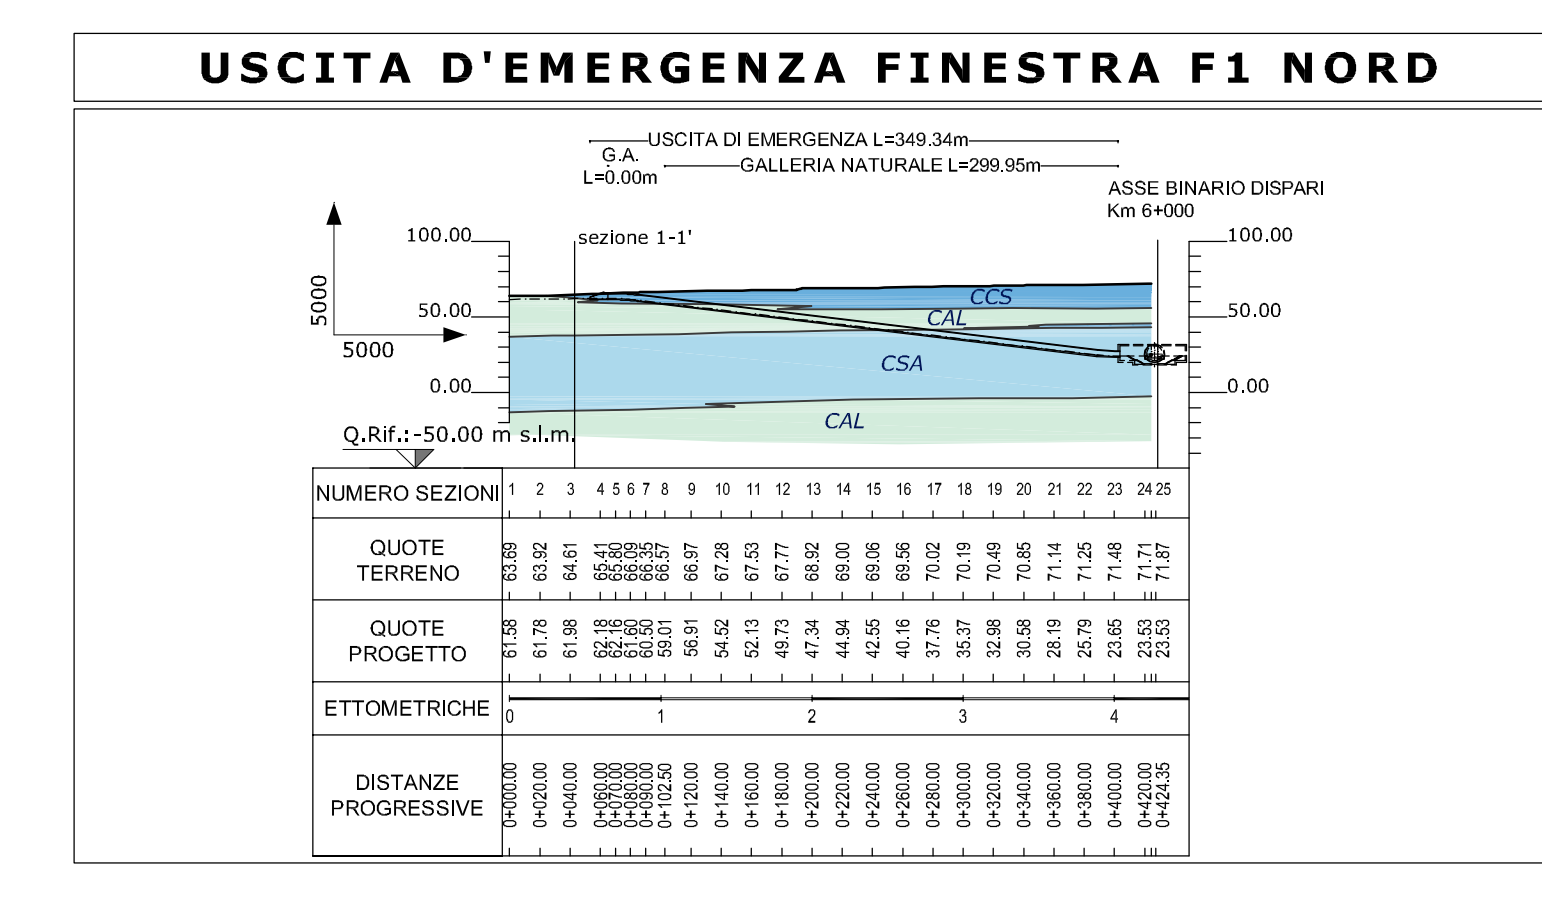 USCITA D'EMERGENZA FINESTRA F1 NORD
USCITA DI EMERGENZA L=349.34m
G.A.
L=0.00m
GALLERIA NATURALE L=299.95m
ASSE BINARIO DISPARI
Km 6+000
sezione 1-1'
100.00
50.00
0.00
100.00
50.00
0.00
5000
5000
CCS
CAL
CSA
CAL
Q.Rif.:-50.00 m s.l.m.
NUMERO SEZIONI 1 2 3 4 5 6 7 8 9 10 11 12 13 14 15 16 17 18 19 20 21 22 23 24 25
QUOTE
TERRENO
63.69 63.92 64.61 65.41 65.80 66.09 66.35 66.57 66.97 67.28 67.53 67.77 68.92 69.00 69.06 69.56 70.02 70.19 70.49 70.85 71.14 71.25 71.48 71.71 71.87
QUOTE
PROGETTO
61.58 61.78 61.98 62.18 62.16 61.60 60.50 59.01 56.91 54.52 52.13 49.73 47.34 44.94 42.55 40.16 37.76 35.37 32.98 30.58 28.19 25.79 23.65 23.53 23.53
ETTOMETRICHE 0 1 2 3 4
DISTANZE
PROGRESSIVE
0+000.00 0+020.00 0+040.00 0+060.00 0+070.00 0+080.00 0+090.00 0+102.50 0+120.00 0+140.00 0+160.00 0+180.00 0+200.00 0+220.00 0+240.00 0+260.00 0+280.00 0+300.00 0+320.00 0+340.00 0+360.00 0+380.00 0+400.00 0+420.00 0+424.35